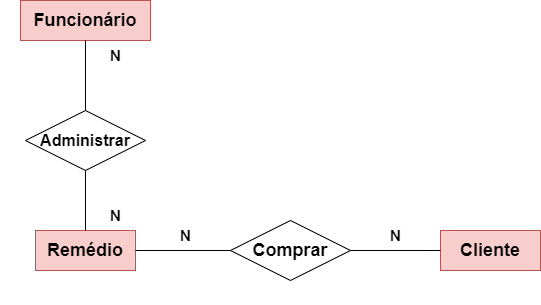 Funcionário
N
Administrar
N
Remédio
N
Comprar
N
Cliente